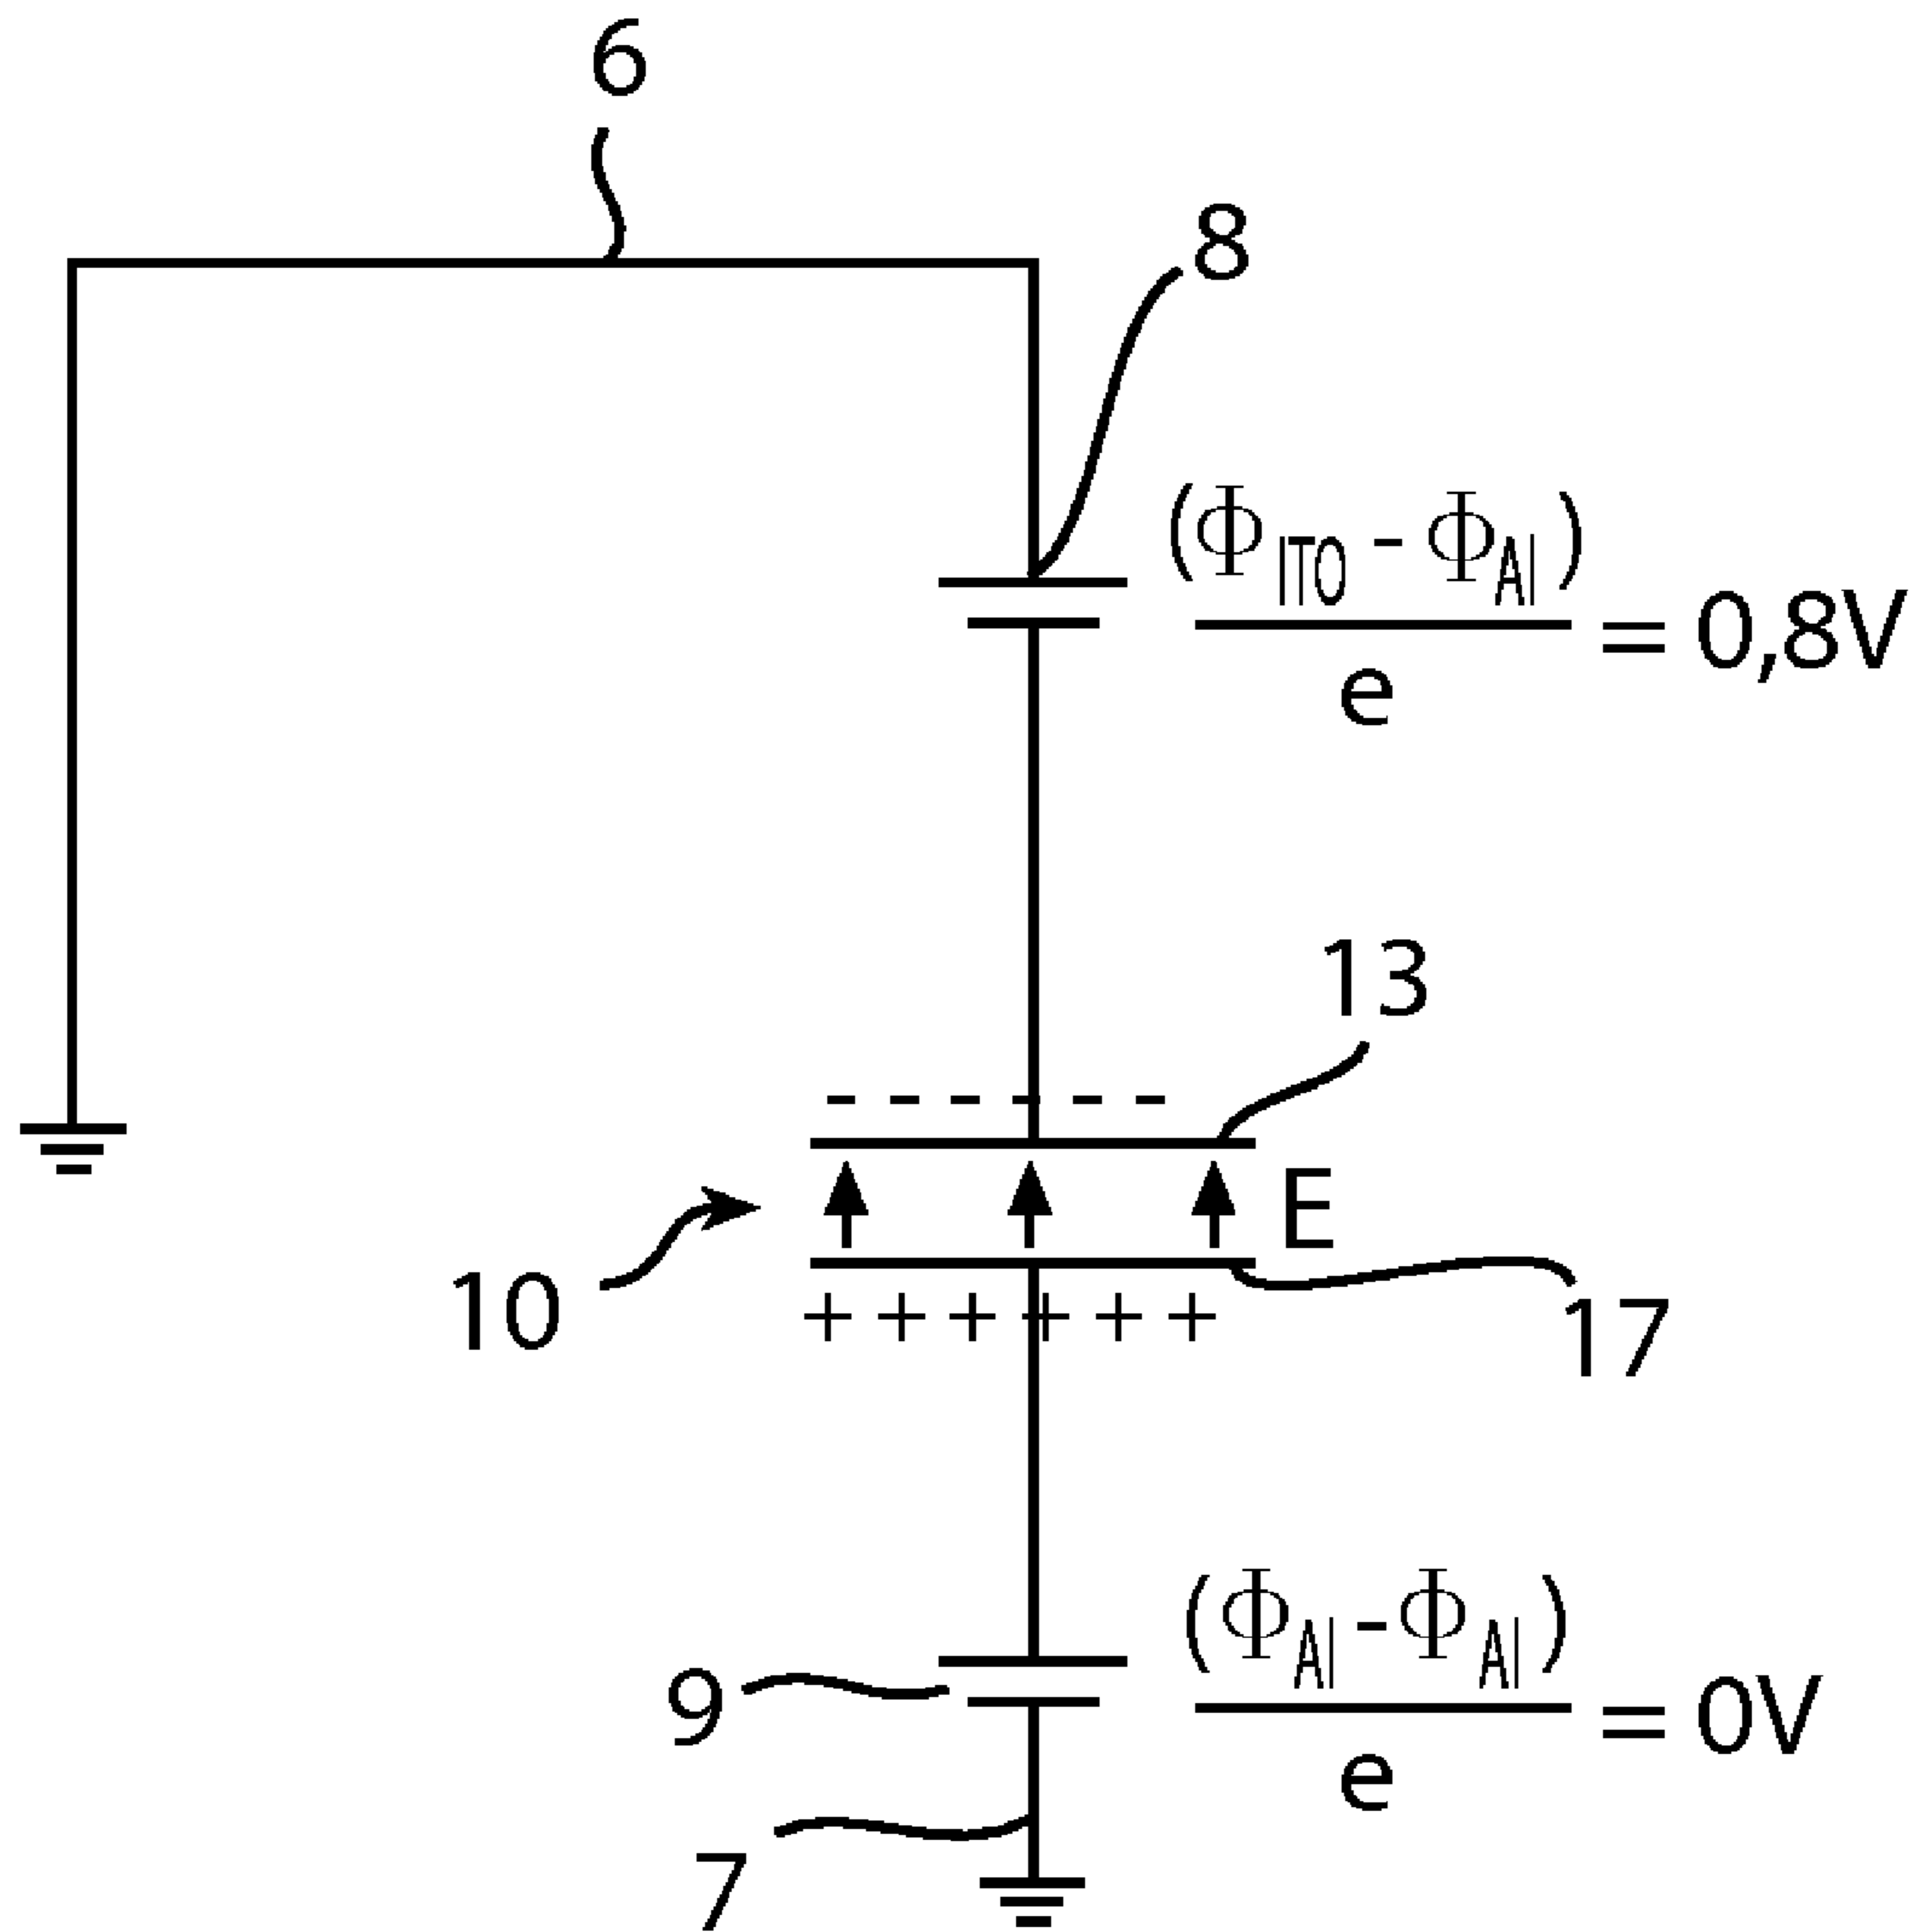 6
8
(Φ_ITO - Φ_Al)
e
= 0,8V
13
- - - - - -
E
10
+ + + + + +
17
(Φ_Al - Φ_Al)
e
= 0V
9
7